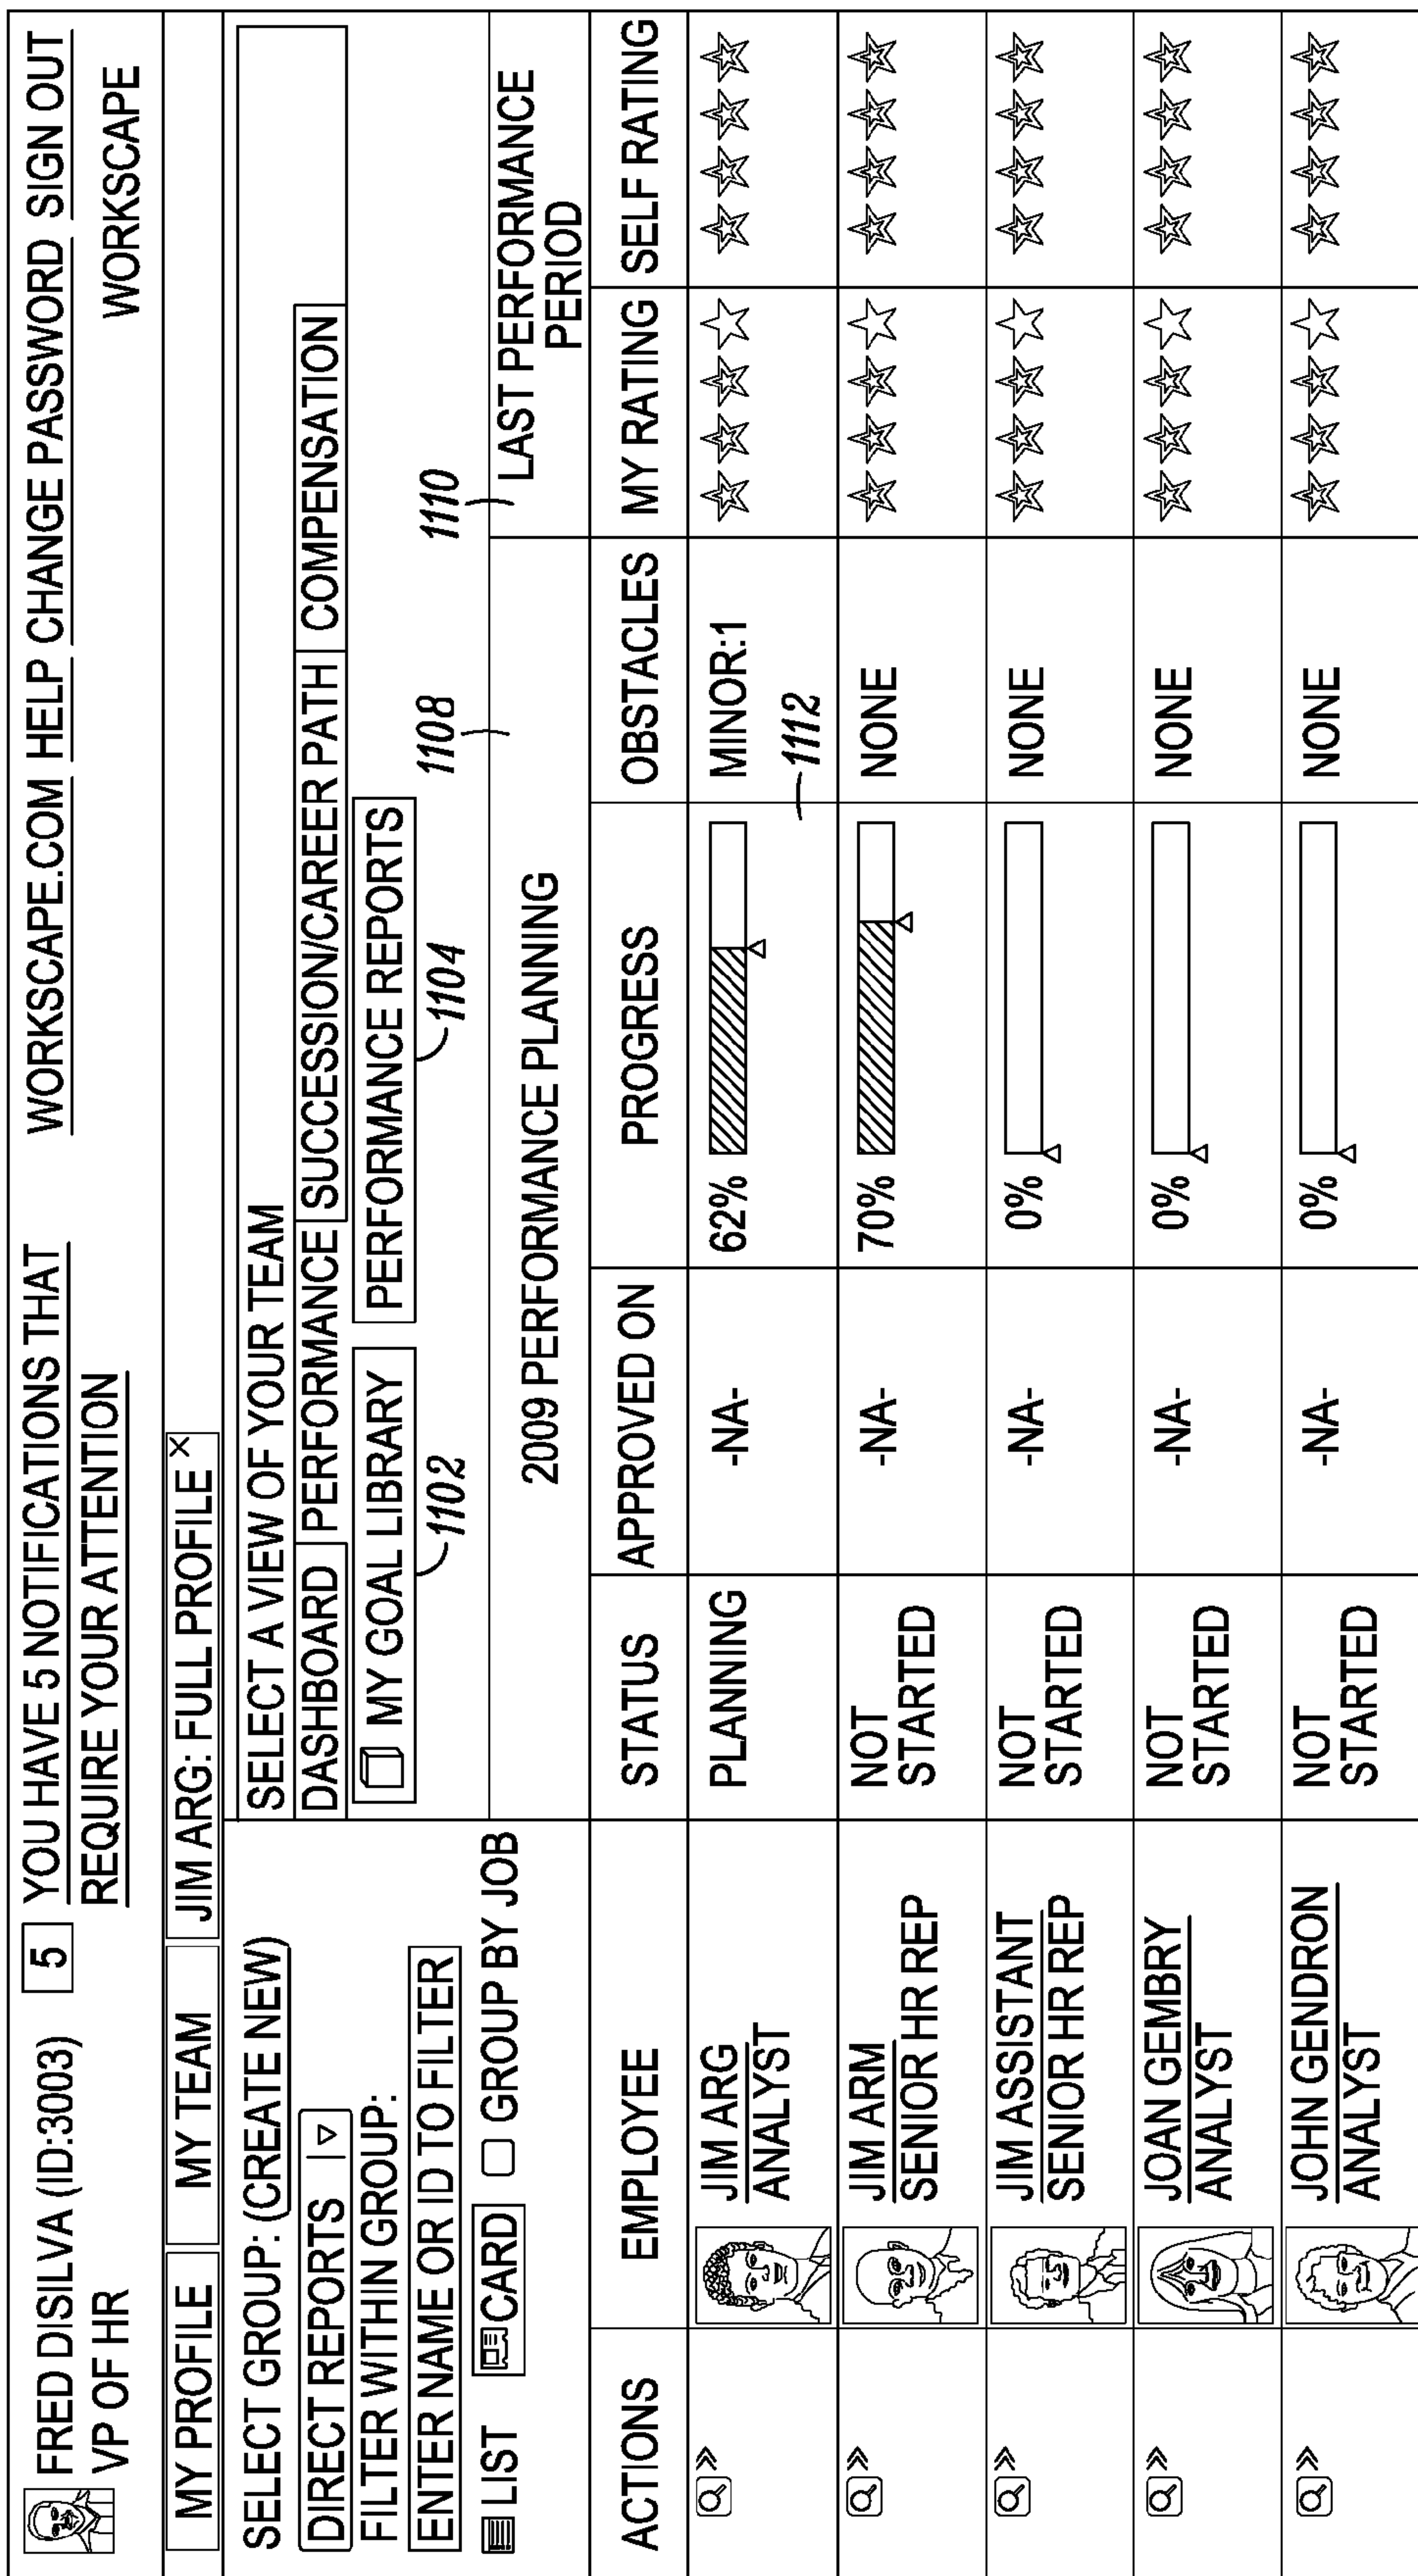 FRED DISILVA (ID:3003) 5 YOU HAVE 5 NOTIFICATIONS THAT WORKSCAPE.COM HELP CHANGE PASSWORD SIGN OUT
VP OF HR REQUIRE YOUR ATTENTION WORKSCAPE
MY PROFILE MY TEAM JIM ARG: FULL PROFILE X
SELECT GROUP: (CREATE NEW)
DIRECT REPORTS
FILTER WITHIN GROUP:
ENTER NAME OR ID TO FILTER
LIST CARD GROUP BY JOB
SELECT A VIEW OF YOUR TEAM
DASHBOARD PERFORMANCE SUCCESSION/CAREER PATH COMPENSATION
MY GOAL LIBRARY PERFORMANCE REPORTS
1102 1104 1108 1110
2009 PERFORMANCE PLANNING
LAST PERFORMANCE
PERIOD
ACTIONS EMPLOYEE STATUS APPROVED ON PROGRESS OBSTACLES MY RATING SELF RATING
JIM ARG PLANNING -NA- 62% MINOR:1
ANALYST
1112
JIM ARM NOT -NA- 70% NONE
SENIOR HR REP STARTED
JIM ASSISTANT NOT -NA- 0% NONE
SENIOR HR REP STARTED
JOAN GEMBRY NOT -NA- 0% NONE
ANALYST STARTED
JOHN GENDRON NOT -NA- 0% NONE
ANALYST STARTED